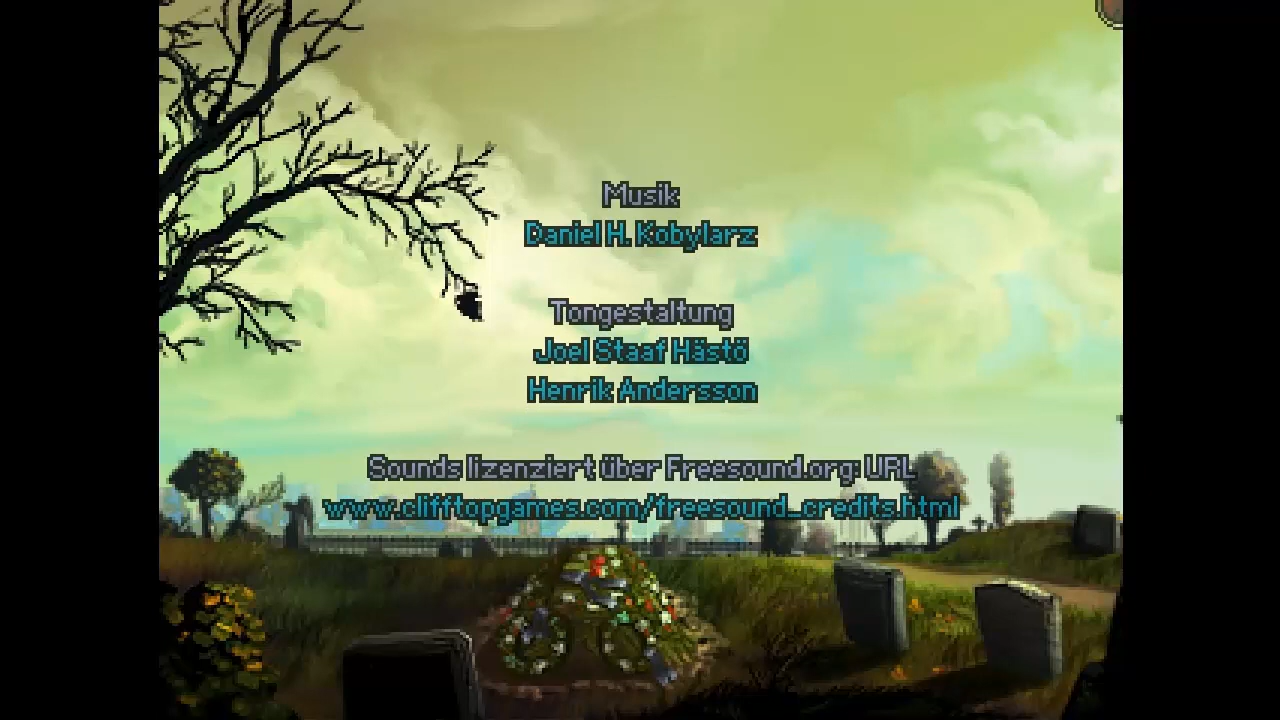 Musik
Daniel H. Kobylarz
Tongestaltung
Joel Staaf Hästö
Henrik Andersson
Sounds lizenziert über Freesound.org: URL
www.clifftopgames.com/freesound_credits.html